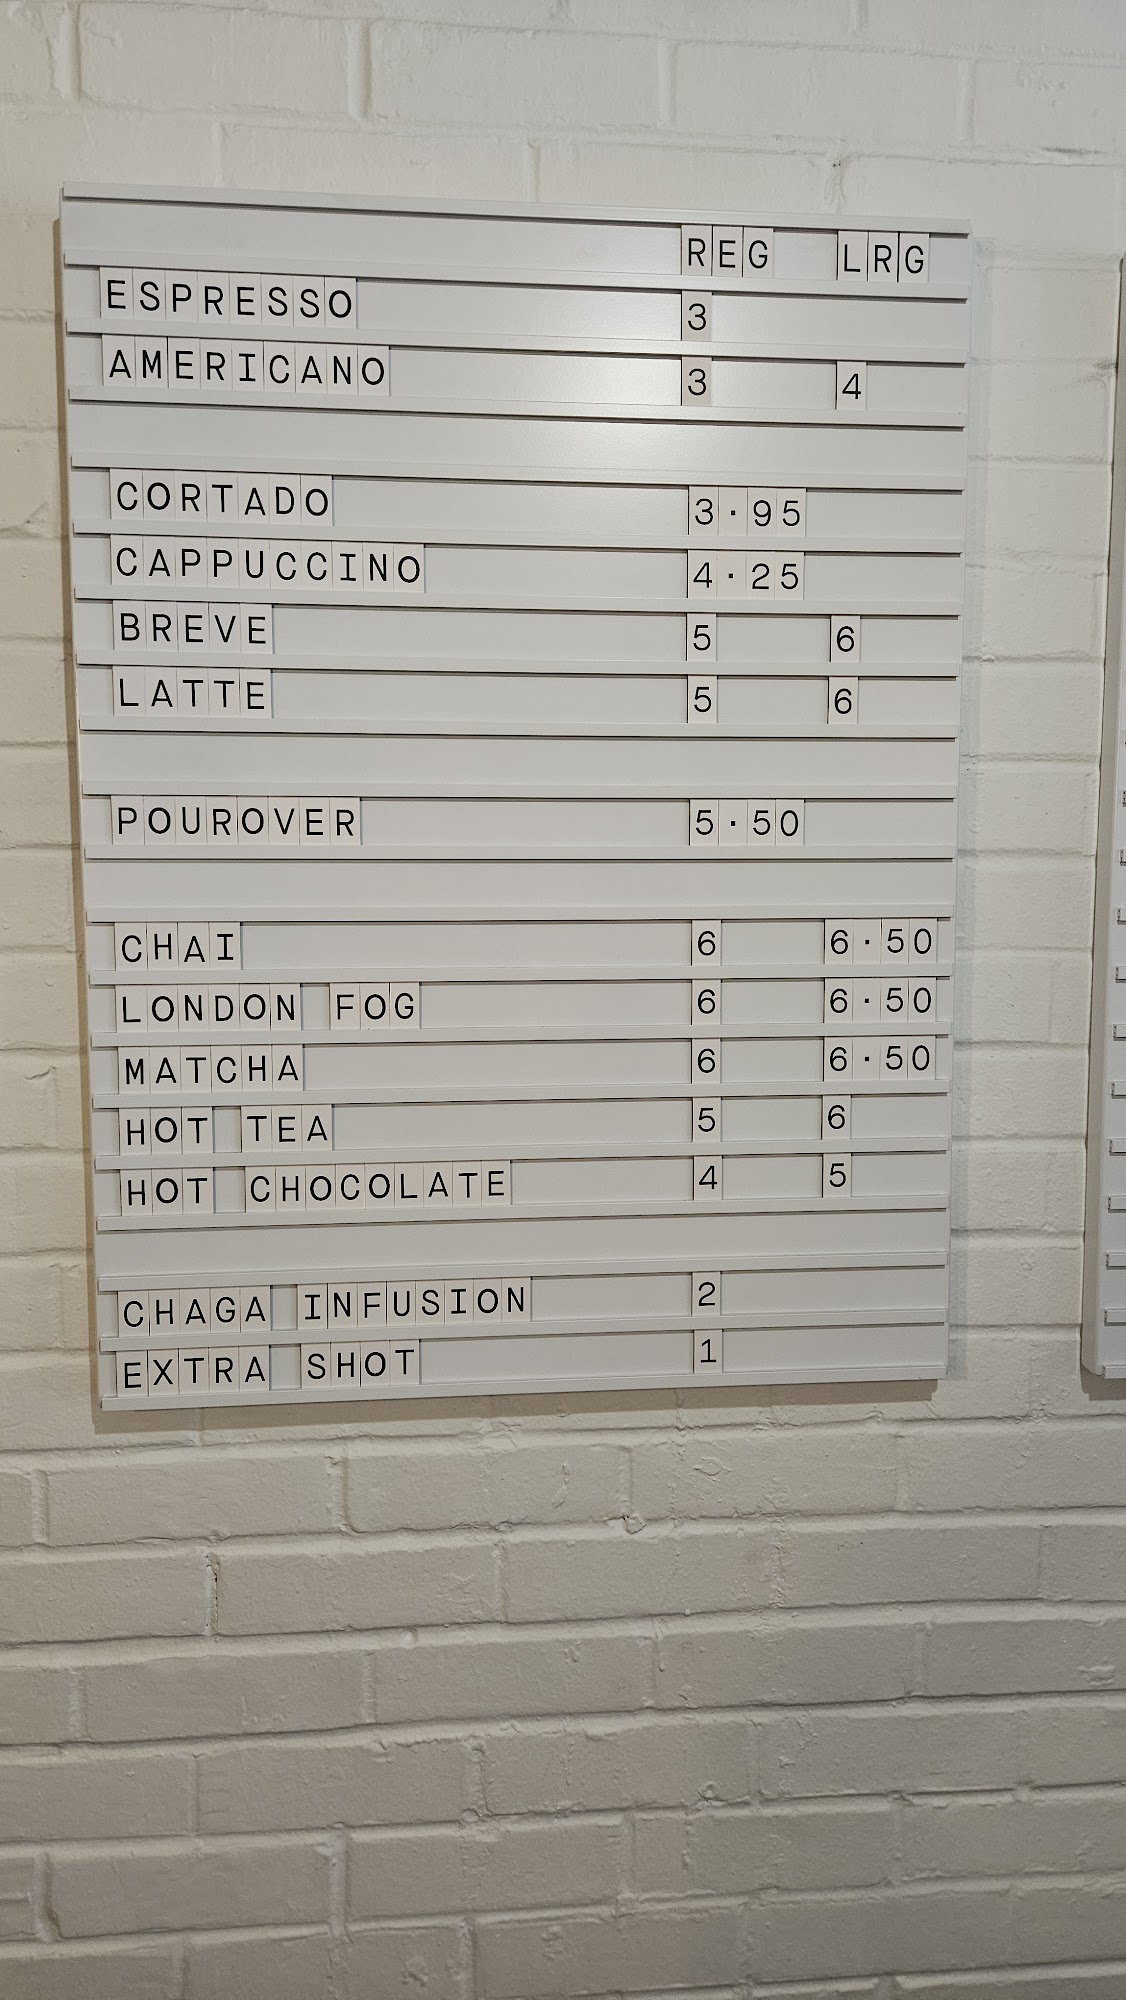 REG LRG
ESPRESSO 3
AMERICANO 3 4
CORTADO 3·95
CAPPUCCINO 4·25
BREVE 5 6
LATTE 5 6
POUROVER 5·50
CHAI 6 6·50
LONDON FOG 6 6·50
MATCHA 6 6·50
HOT TEA 5 6
HOT CHOCOLATE 4 5
CHAGA INFUSION 2
EXTRA SHOT 1